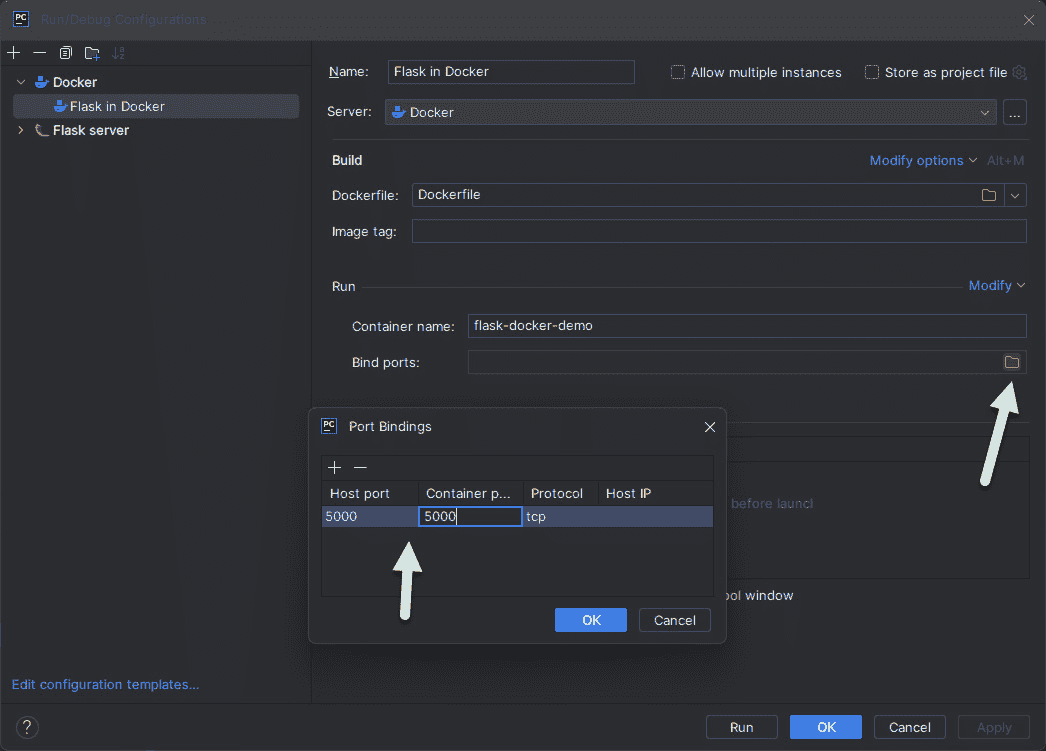 PC Run/Debug Configurations
Docker
Flask in Docker
Flask server
Edit configuration templates...
?
Name: Flask in Docker Allow multiple instances Store as project file
Server: Docker ...
Build Modify options Alt+M
Dockerfile: Dockerfile
Image tag:
Run Modify
Container name: flask-docker-demo
Bind ports:
before launcl
ool window
PC Port Bindings
Host port Container p... Protocol Host IP
5000 5000 tcp
OK Cancel
Run OK Cancel Apply